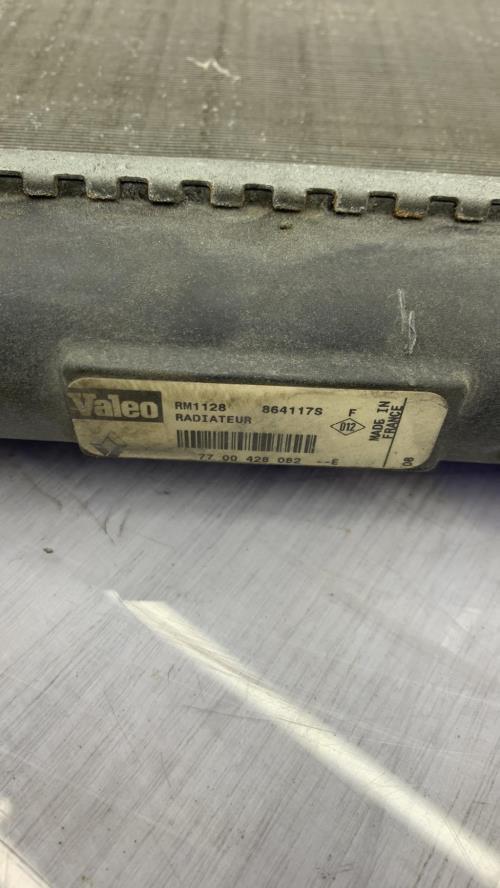 Valeo
RM1128 864117S
RADIATEUR
F
D12
MADE IN
FRANCE
77 00 428 082 --E
08